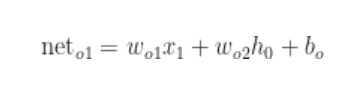 net_{o1} = w_{o1}x_1 + w_{o2}h_0 + b_o